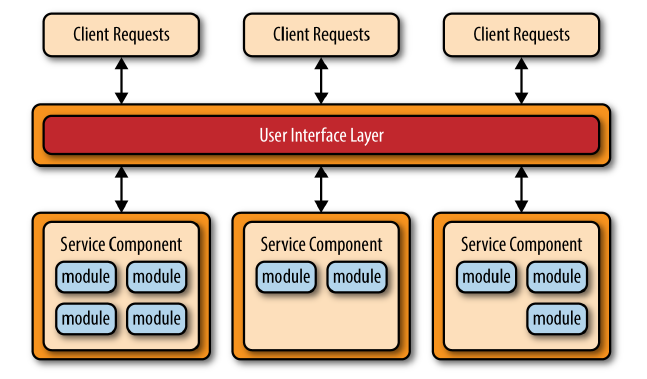 Client Requests
Client Requests
Client Requests
User Interface Layer
Service Component
module module
module module
Service Component
module module
Service Component
module module
module